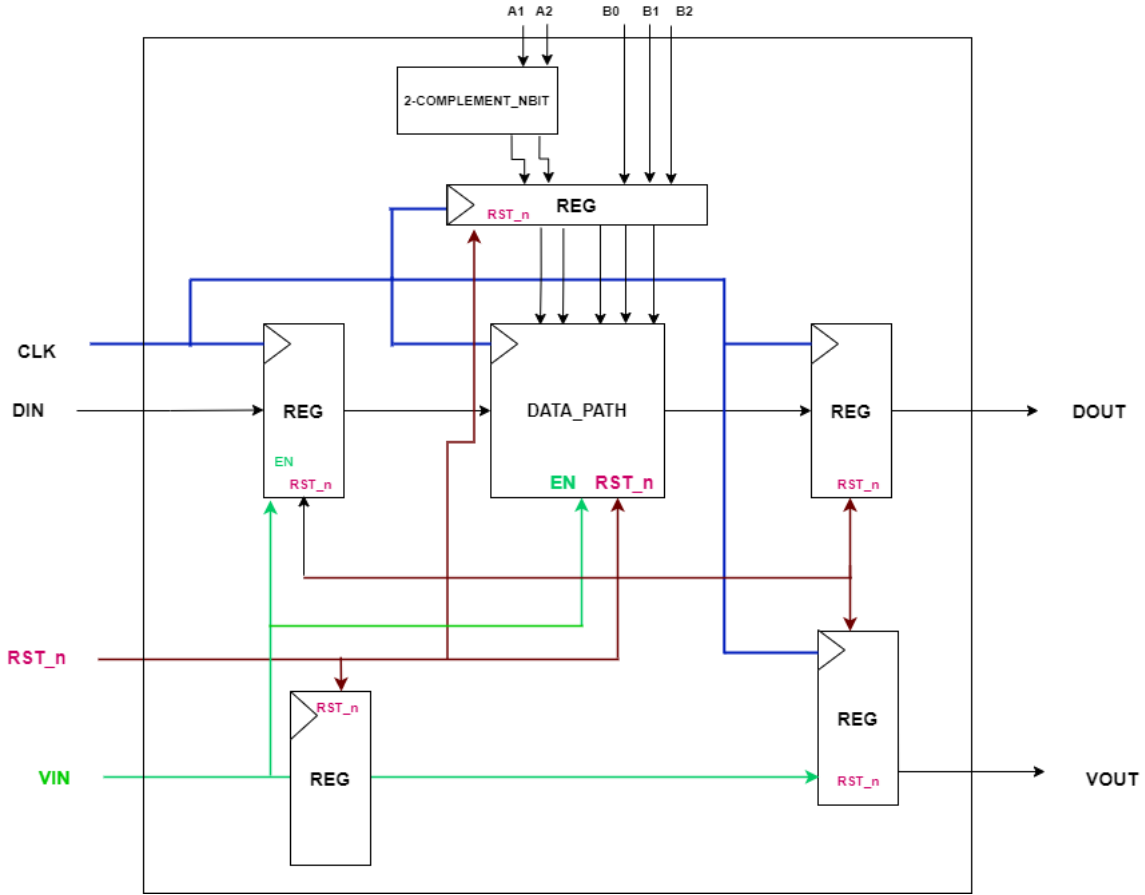 A1 A2 B0 B1 B2
2-COMPLEMENT_NBIT
REG
RST_n
CLK
DIN
REG
EN
RST_n
DATA_PATH
EN RST_n
REG
RST_n
DOUT
RST_n
RST_n
REG
VIN
REG
RST_n
VOUT